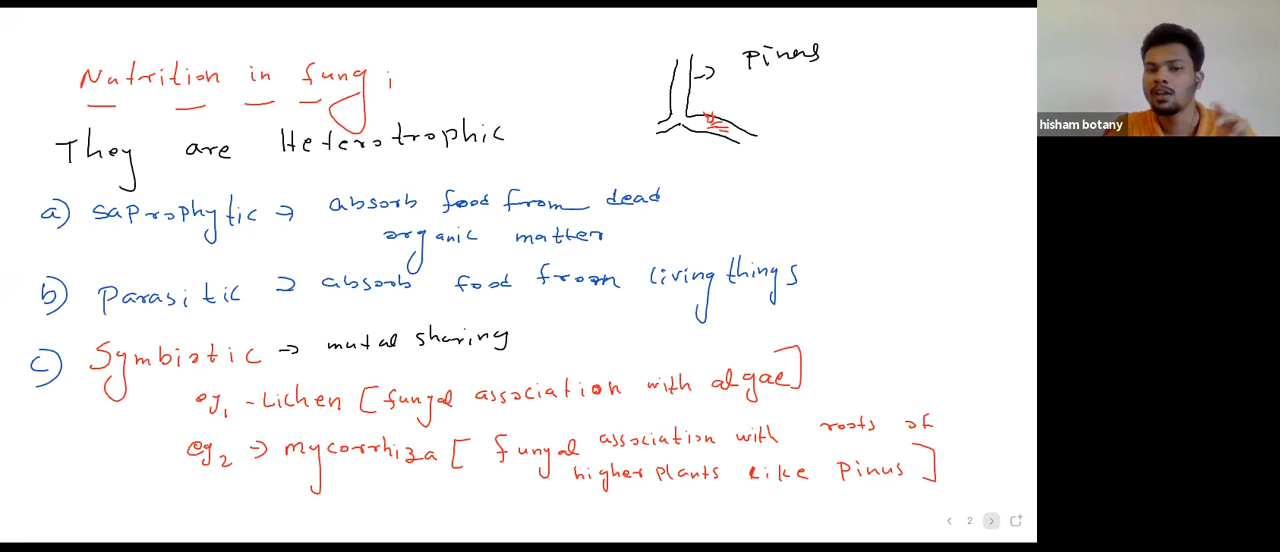 Nutrition in fungi
Pinus
hisham botany
They are Heterotrophic
a) Saprophytic → absorb food from dead
organic matter
b) Parasitic → absorb food from living things
c) Symbiotic → mutal sharing
eg1 - Lichen [fungal association with algae]
eg2 → mycorrhiza [fungal association with roots of
higher plants like Pinus]
2